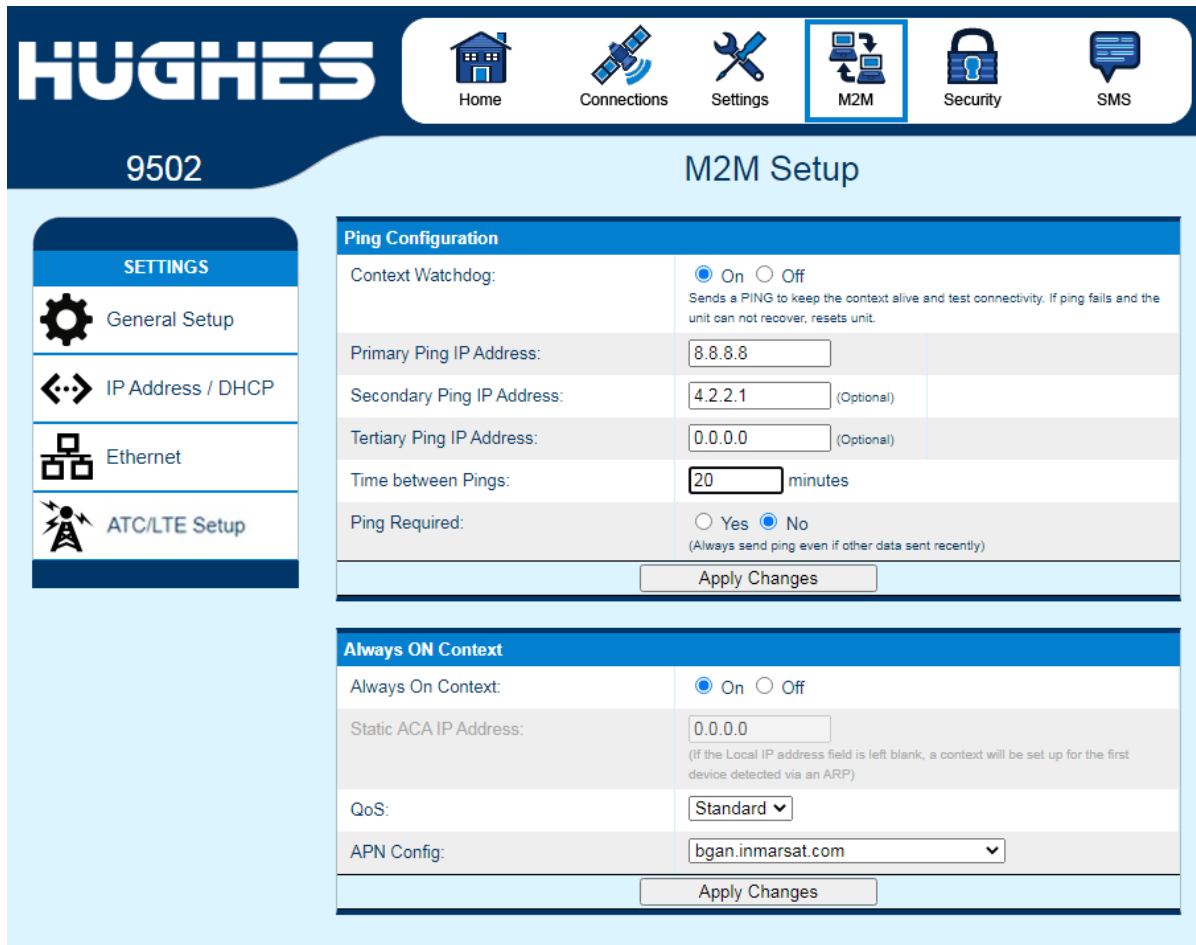 HUGHES
Home
Connections
Settings
M2M
Security
SMS
9502
M2M Setup
SETTINGS
General Setup
IP Address / DHCP
Ethernet
ATC/LTE Setup
Ping Configuration
Context Watchdog:
On Off
Sends a PING to keep the context alive and test connectivity. If ping fails and the
unit can not recover, resets unit.
Primary Ping IP Address:
8.8.8.8
Secondary Ping IP Address:
4.2.2.1 (Optional)
Tertiary Ping IP Address:
0.0.0.0 (Optional)
Time between Pings:
20 minutes
Ping Required:
Yes No
(Always send ping even if other data sent recently)
Apply Changes
Always ON Context
Always On Context:
On Off
Static ACA IP Address:
0.0.0.0
(If the Local IP address field is left blank, a context will be set up for the first
device detected via an ARP)
QoS:
Standard
APN Config:
bgan.inmarsat.com
Apply Changes